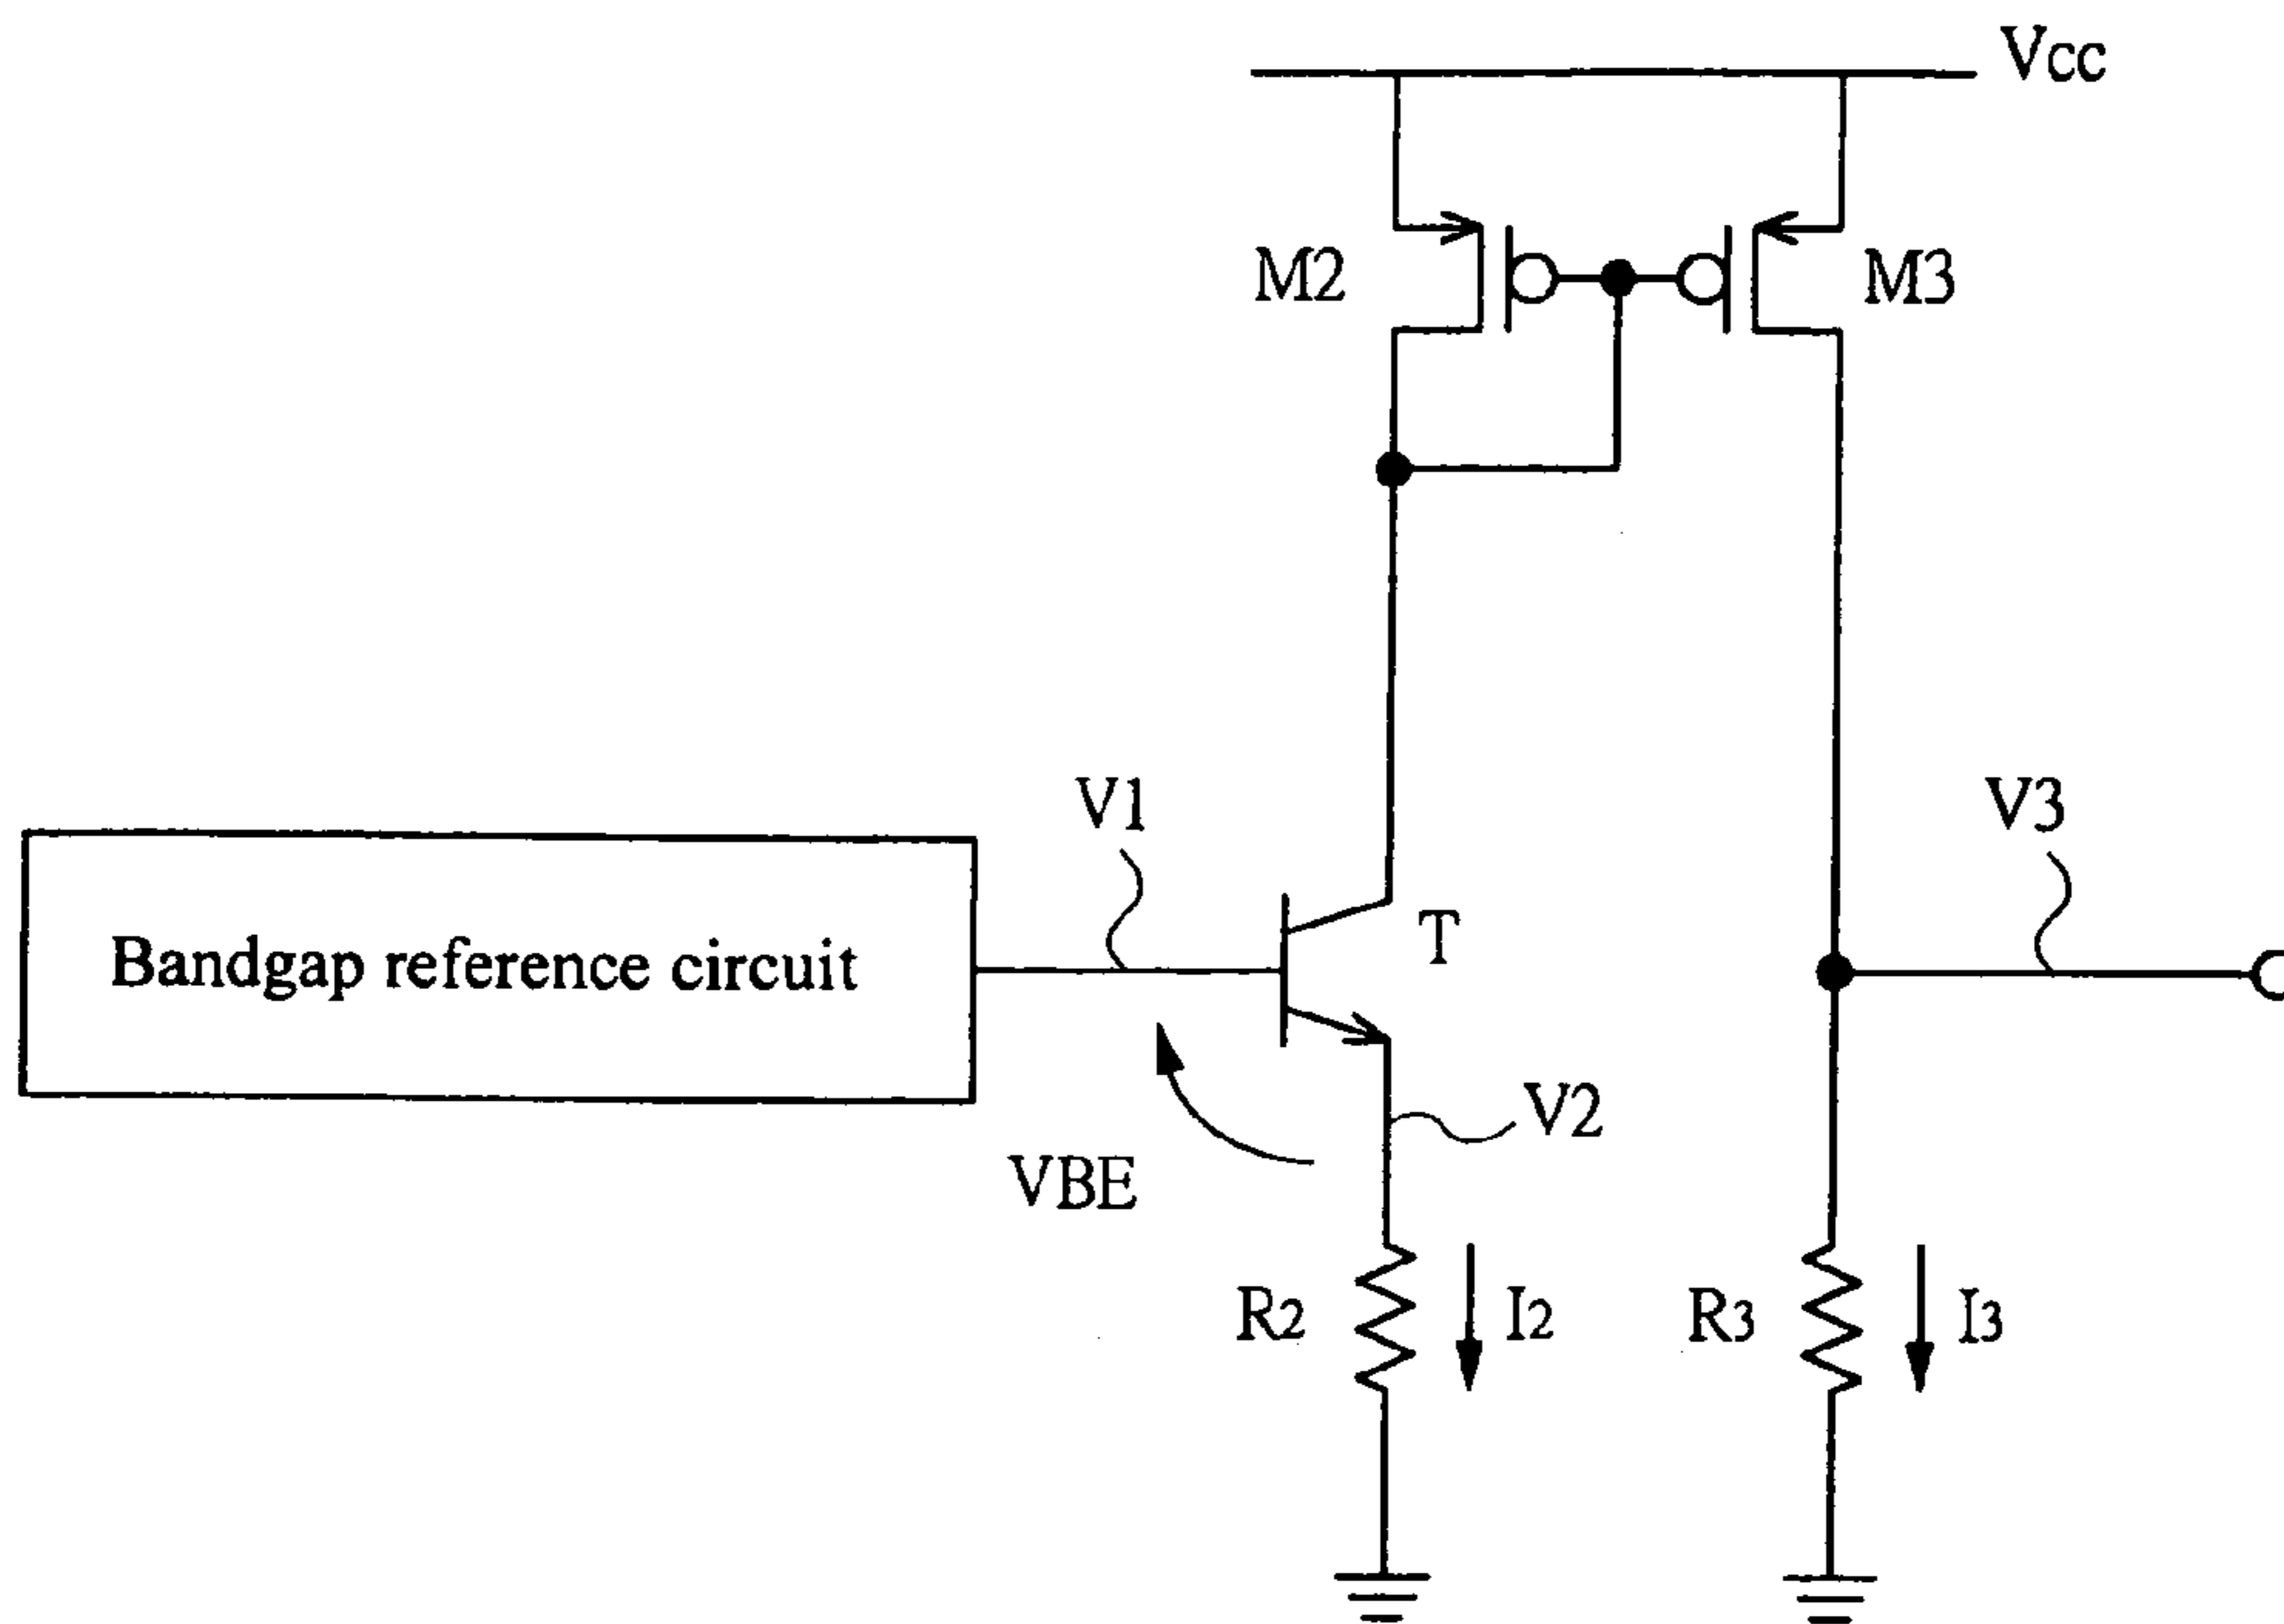 Vcc
M2
M3
V1
V3
Bandgap reference circuit
T
V2
VBE
R2
I2
R3
I3